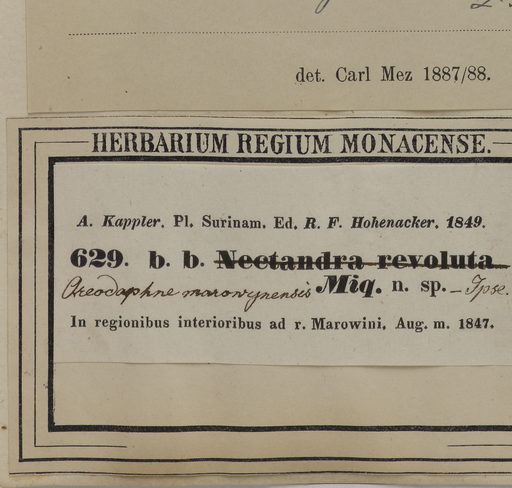 det. Carl Mez 1887/88.
HERBARIUM REGIUM MONACENSE.
A. Kappler. Pl. Surinam. Ed. R. F. Hohenacker. 1849.
629. b. b. Nectandra revoluta
Oreodaphne marowynensis Miq. n. sp. – Ipse.
In regionibus interioribus ad r. Marowini. Aug. m. 1847.